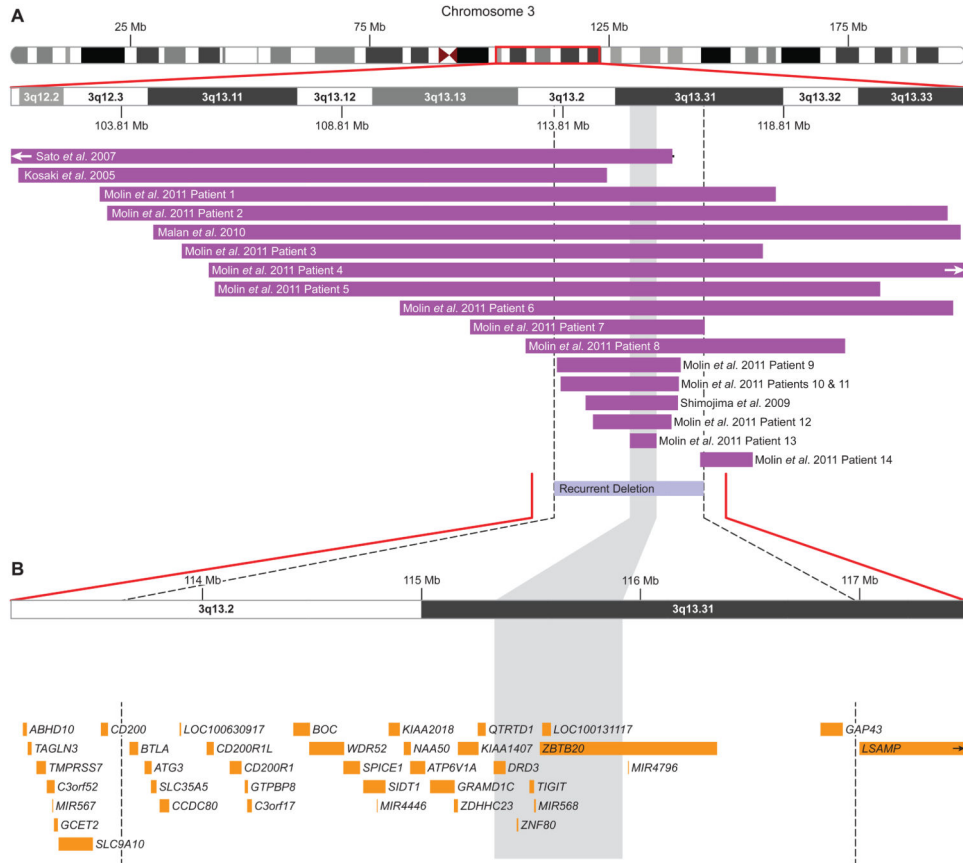 Chromosome 3
A
25 Mb 75 Mb 125 Mb 175 Mb
3q12.2 3q12.3 3q13.11 3q13.12 3q13.13 3q13.2 3q13.31 3q13.32 3q13.33
103.81 Mb 108.81 Mb 113.81 Mb 118.81 Mb
Sato et al. 2007
Kosaki et al. 2005
Molin et al. 2011 Patient 1
Molin et al. 2011 Patient 2
Malan et al. 2010
Molin et al. 2011 Patient 3
Molin et al. 2011 Patient 4
Molin et al. 2011 Patient 5
Molin et al. 2011 Patient 6
Molin et al. 2011 Patient 7
Molin et al. 2011 Patient 8
Molin et al. 2011 Patient 9
Molin et al. 2011 Patients 10 & 11
Shimojima et al. 2009
Molin et al. 2011 Patient 12
Molin et al. 2011 Patient 13
Molin et al. 2011 Patient 14
Recurrent Deletion
B
114 Mb 115 Mb 116 Mb 117 Mb
3q13.2 3q13.31
ABHD10 CD200 LOC100630917 BOC KIAA2018 QTRTD1 LOC100131117 GAP43
TAGLN3 BTLA CD200R1L WDR52 NAA50 KIAA1407 ZBTB20 LSAMP
TMPRSS7 ATG3 CD200R1 SPICE1 ATP6V1A DRD3 MIR4796
C3orf52 SLC35A5 GTPBP8 SIDT1 GRAMD1C TIGIT
MIR567 CCDC80 C3orf17 MIR4446 ZDHHC23 MIR568
GCET2 ZNF80
SLC9A10